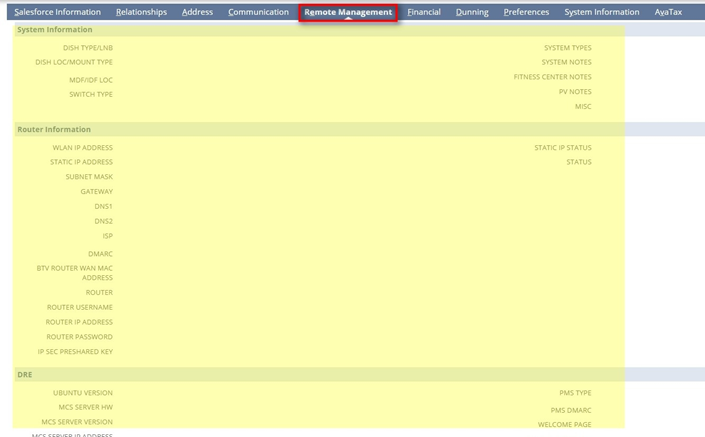 Salesforce Information Relationships Address Communication Remote Management Financial Dunning Preferences System Information AvaTax
System Information
DISH TYPE/LNB
DISH LOC/MOUNT TYPE
MDF/IDF LOC
SWITCH TYPE
SYSTEM TYPES
SYSTEM NOTES
FITNESS CENTER NOTES
PV NOTES
MISC
Router Information
WLAN IP ADDRESS
STATIC IP ADDRESS
SUBNET MASK
GATEWAY
DNS1
DNS2
ISP
DMARC
BTV ROUTER WAN MAC
ADDRESS
ROUTER
ROUTER USERNAME
ROUTER IP ADDRESS
ROUTER PASSWORD
IP SEC PRESHARED KEY
STATIC IP STATUS
STATUS
DRE
UBUNTU VERSION
MCS SERVER HW
MCS SERVER VERSION
MCS SERVER IP ADDRESS
PMS TYPE
PMS DMARC
WELCOME PAGE